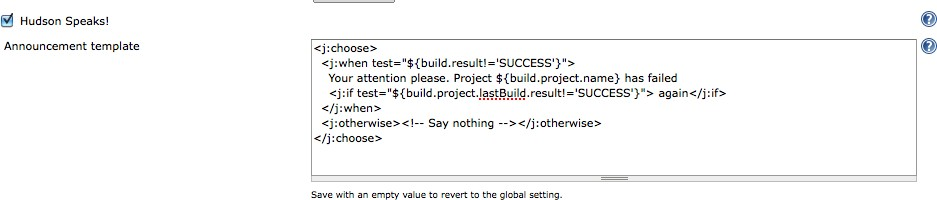 Hudson Speaks!
Announcement template
<j:choose>
<j:when test="${build.result!='SUCCESS'}">
Your attention please. Project ${build.project.name} has failed
<j:if test="${build.project.lastBuild.result!='SUCCESS'}"> again</j:if>
</j:when>
<j:otherwise><!-- Say nothing --></j:otherwise>
</j:choose>
Save with an empty value to revert to the global setting.